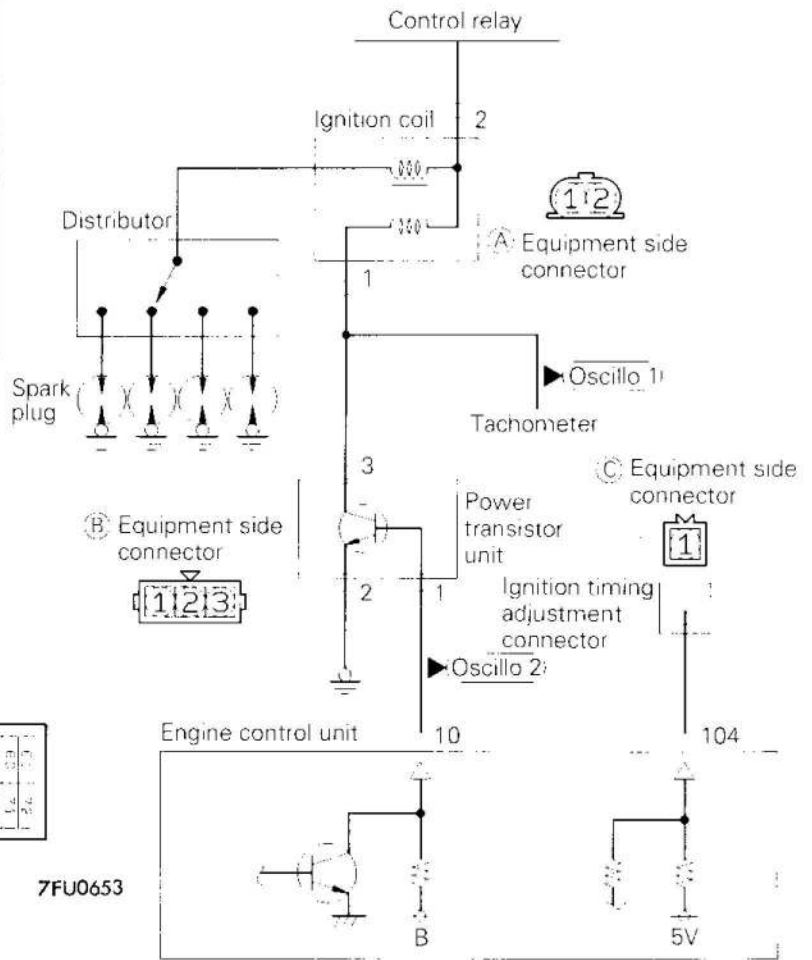 Control relay
Ignition coil 2
1 2
Distributor
Ⓐ Equipment side
connector
1
Oscillo 1
Spark
plug
Tachometer
3
Ⓒ Equipment side
connector
Ⓑ Equipment side
connector
Power
transistor
unit
1
1 2 3
2 1
Ignition timing
adjustment
connector
Oscillo 2
Engine control unit 10 104
7FU0653
B 5V